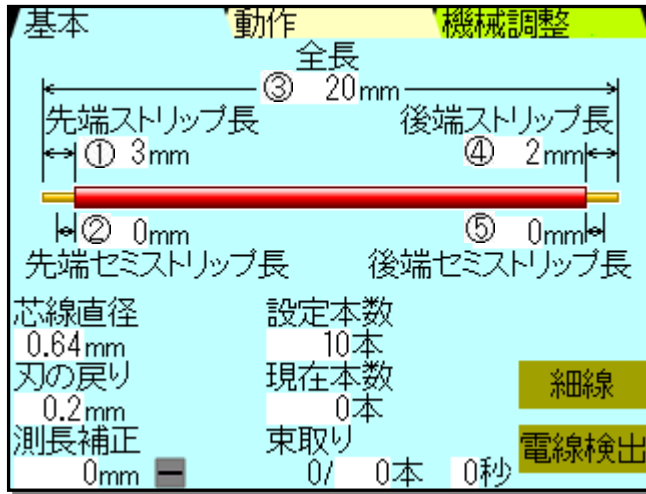 基本 動作 機械調整
全長
③ 20mm
先端ストリップ長 後端ストリップ長
① 3mm ④ 2mm
② 0mm ⑤ 0mm
先端セミストリップ長 後端セミストリップ長
芯線直径 設定本数
0.64mm 10本
刃の戻り 現在本数 細線
0.2mm 0本
測長補正 束取り 電線検出
0mm ー 0/ 0本 0秒